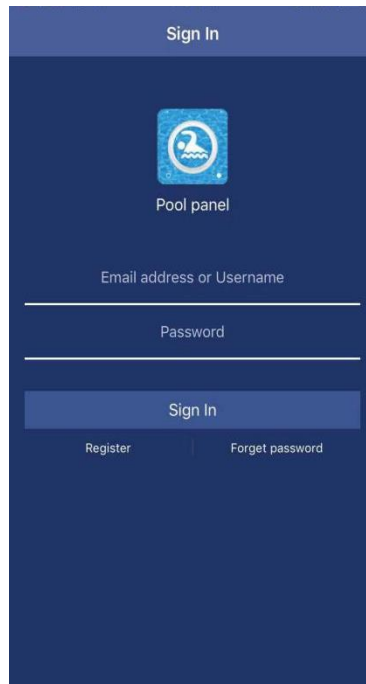 Sign In
Pool panel
Email address or Username
Password
Sign In
Register
Forget password